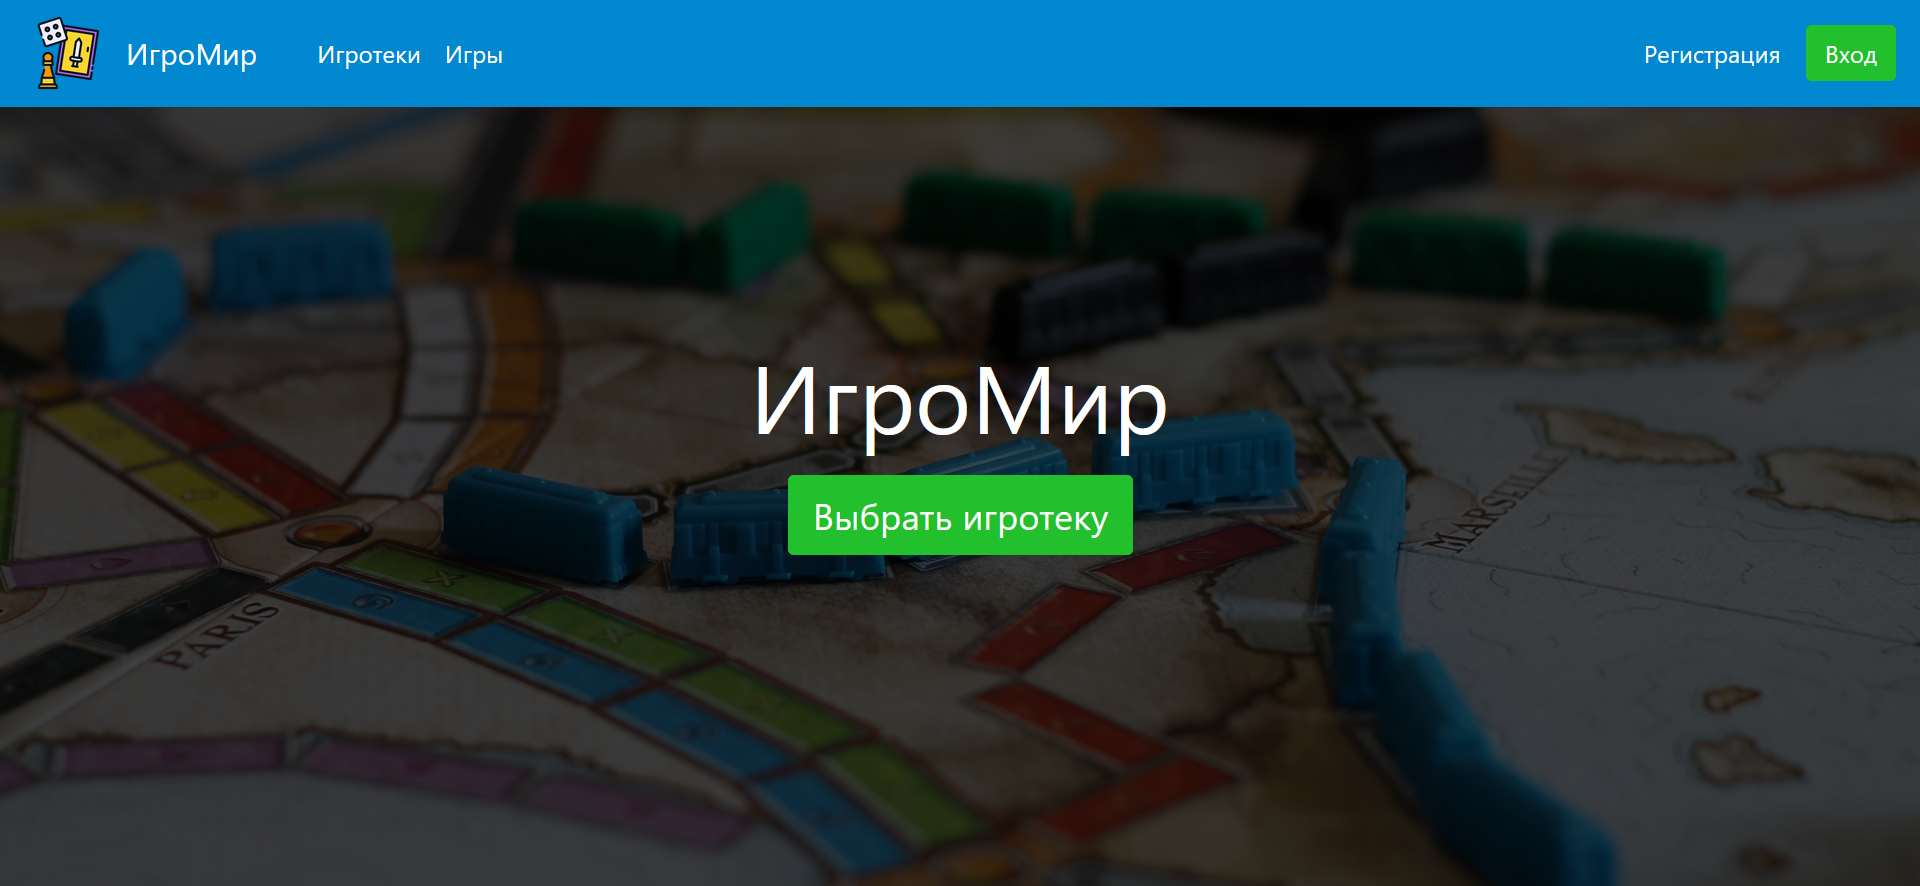 ИгроМир
Игротеки
Игры
Регистрация
Вход
ИгроМир
Выбрать игротеку
MARSEILLE
PARIS